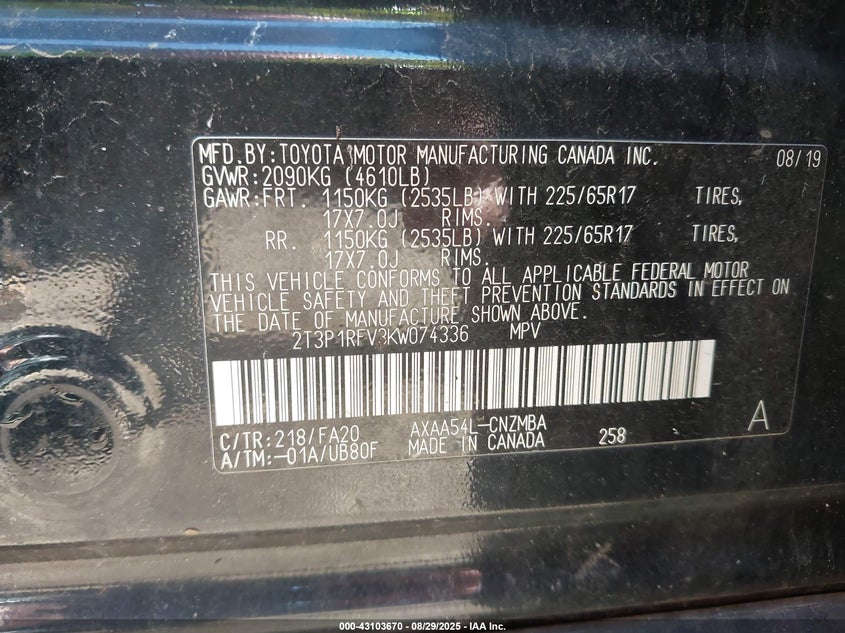 MFD.BY:TOYOTA MOTOR MANUFACTURING CANADA INC. 08/19
GVWR:2090KG (4610LB)
GAWR:FRT. 1150KG (2535LB) WITH 225/65R17 TIRES,
17X7.0J RIMS.
RR. 1150KG (2535LB) WITH 225/65R17 TIRES,
17X7.0J RIMS.
THIS VEHICLE CONFORMS TO ALL APPLICABLE FEDERAL MOTOR
VEHICLE SAFETY AND THEFT PREVENTION STANDARDS IN EFFECT ON
THE DATE OF MANUFACTURE SHOWN ABOVE.
2T3P1RFV3KW074336 MPV
C/TR:218/FA20 AXAA54L-CNZMBA A
A/TM:-01A/UB80F MADE IN CANADA 258
000-43103670 - 08/29/2025 - IAA Inc.